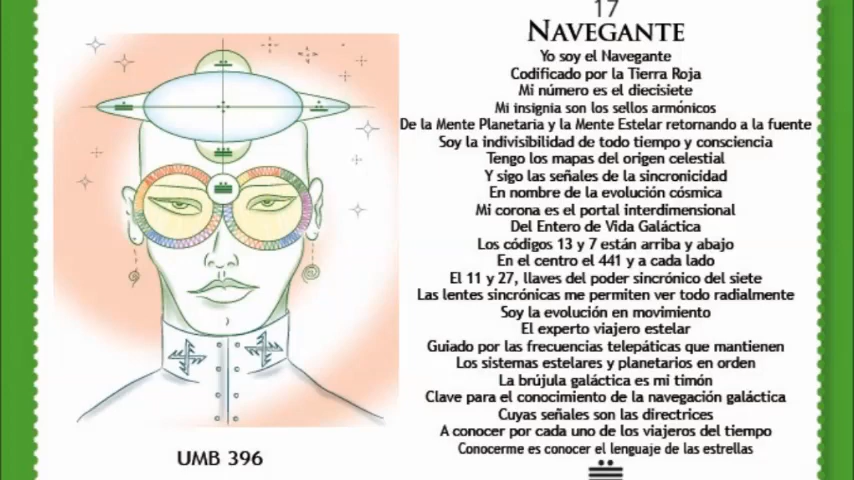 17
NAVEGANTE
Yo soy el Navegante
Codificado por la Tierra Roja
Mi número es el diecisiete
Mi insignia son los sellos armónicos
De la Mente Planetaria y la Mente Estelar retornando a la fuente
Soy la indivisibilidad de todo tiempo y consciencia
Tengo los mapas del origen celestial
Y sigo las señales de la sincronicidad
En nombre de la evolución cósmica
Mi corona es el portal interdimensional
Del Entero de Vida Galáctica
Los códigos 13 y 7 están arriba y abajo
En el centro el 441 y a cada lado
El 11 y 27, llaves del poder sincrónico del siete
Las lentes sincrónicas me permiten ver todo radialmente
Soy la evolución en movimiento
El experto viajero estelar
Guiado por las frecuencias telepáticas que mantienen
Los sistemas estelares y planetarios en orden
La brújula galáctica es mi timón
Clave para el conocimiento de la navegación galáctica
Cuyas señales son las directrices
A conocer por cada uno de los viajeros del tiempo
Conocerme es conocer el lenguaje de las estrellas
UMB 396